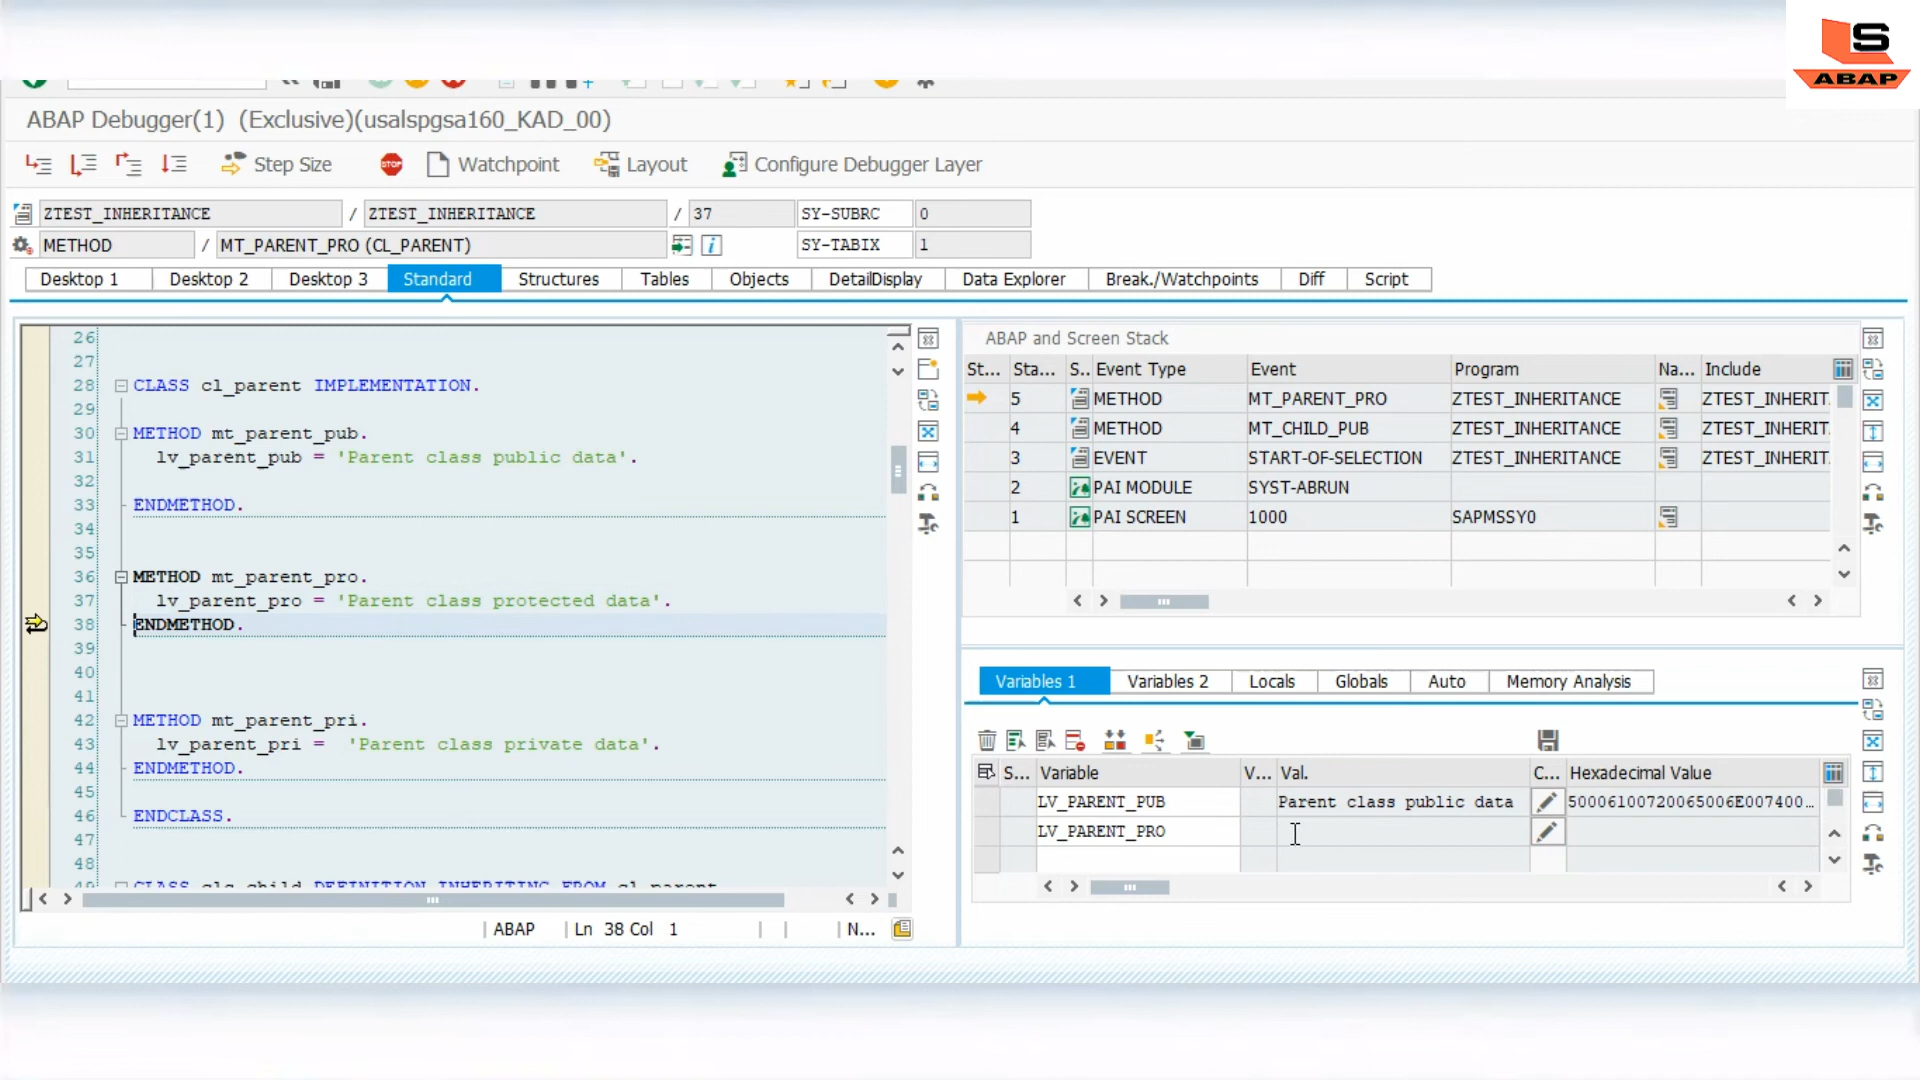 S
ABAP
ABAP Debugger(1) (Exclusive)(usalspgsa160_KAD_00)
Step Size STOP Watchpoint Layout Configure Debugger Layer
ZTEST_INHERITANCE / ZTEST_INHERITANCE / 37 SY-SUBRC 0
METHOD / MT_PARENT_PRO (CL_PARENT) SY-TABIX 1
Desktop 1 Desktop 2 Desktop 3 Standard Structures Tables Objects DetailDisplay Data Explorer Break./Watchpoints Diff Script
26
27
28 CLASS cl_parent IMPLEMENTATION.
29
30 METHOD mt_parent_pub.
31 lv_parent_pub = 'Parent class public data'.
32
33 ENDMETHOD.
34
35
36 METHOD mt_parent_pro.
37 lv_parent_pro = 'Parent class protected data'.
38 ENDMETHOD.
39
40
41
42 METHOD mt_parent_pri.
43 lv_parent_pri = 'Parent class private data'.
44 ENDMETHOD.
45
46 ENDCLASS.
47
48
ABAP Ln 38 Col 1 N...
ABAP and Screen Stack
St... Sta... S.. Event Type Event Program Na... Include
5 METHOD MT_PARENT_PRO ZTEST_INHERITANCE ZTEST_INHERIT.
4 METHOD MT_CHILD_PUB ZTEST_INHERITANCE ZTEST_INHERIT.
3 EVENT START-OF-SELECTION ZTEST_INHERITANCE ZTEST_INHERIT.
2 PAI MODULE SYST-ABRUN
1 PAI SCREEN 1000 SAPMSSY0
Variables 1 Variables 2 Locals Globals Auto Memory Analysis
S... Variable V... Val. C... Hexadecimal Value
LV_PARENT_PUB Parent class public data 50006100720065006E007400...
LV_PARENT_PRO